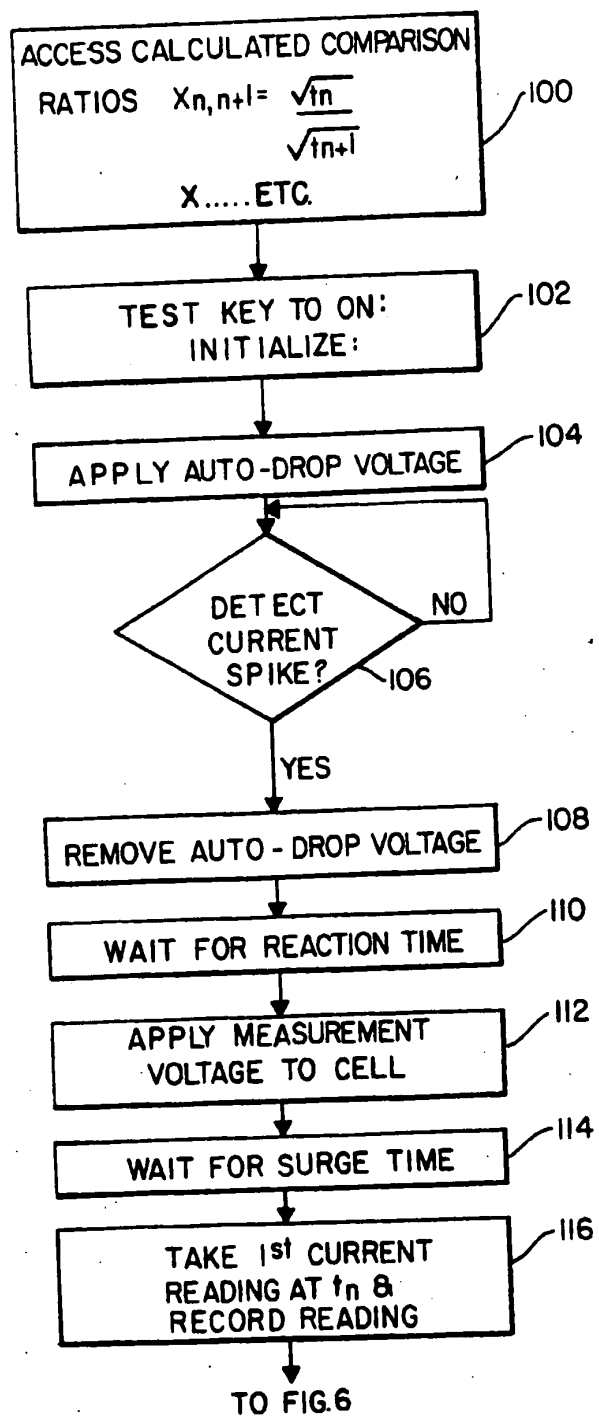 ACCESS CALCULATED COMPARISON
RATIOS Xn,n+1 = √tn
√tn+1
X.....ETC.
100
TEST KEY TO ON:
INITIALIZE:
102
APPLY AUTO-DROP VOLTAGE
104
DETECT
CURRENT
SPIKE?
NO
106
YES
REMOVE AUTO-DROP VOLTAGE
108
WAIT FOR REACTION TIME
110
APPLY MEASUREMENT
VOLTAGE TO CELL
112
WAIT FOR SURGE TIME
114
TAKE 1st CURRENT
READING AT tn &
RECORD READING
116
TO FIG.6